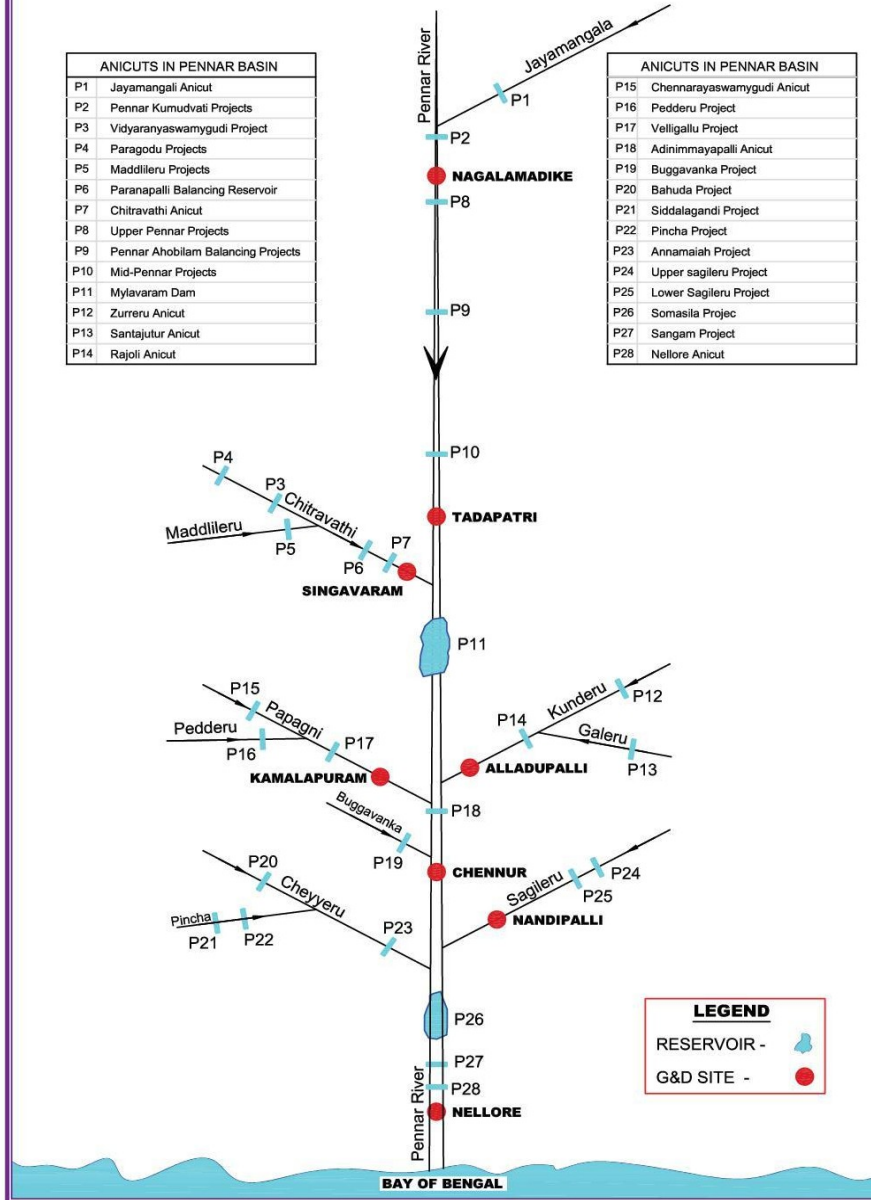 Pennar River
Jayamangala
P1
P2
NAGALAMADIKE
P8
P9
ANICUTS IN PENNAR BASIN
P1 Jayamangali Anicut
P2 Pennar Kumudvati Projects
P3 Vidyaranyaswamygudi Project
P4 Paragodu Projects
P5 Maddlileru Projects
P6 Paranapalli Balancing Reservoir
P7 Chitravathi Anicut
P8 Upper Pennar Projects
P9 Pennar Ahobilam Balancing Projects
P10 Mid-Pennar Projects
P11 Mylavaram Dam
P12 Zurreru Anicut
P13 Santajutur Anicut
P14 Rajoli Anicut
ANICUTS IN PENNAR BASIN
P15 Chennarayaswamygudi Anicut
P16 Pedderu Project
P17 Velligallu Project
P18 Adinimmayapalli Anicut
P19 Buggavanka Project
P20 Bahuda Project
P21 Siddalagandi Project
P22 Pincha Project
P23 Annamaiah Project
P24 Upper sagileru Project
P25 Lower Sagileru Project
P26 Somasila Projec
P27 Sangam Project
P28 Nellore Anicut
P10
P4
P3
Chitravathi
TADAPATRI
Maddlileru
P5
P6
P7
SINGAVARAM
P11
P15
Papagni
Pedderu
P16
P17
KAMALAPURAM
Kunderu
P12
P14
Galeru
P13
ALLADUPALLI
Buggavanka
P18
P19
CHENNUR
P20
Cheyyeru
Pincha
P21
P22
P23
Sagileru
P24
P25
NANDIPALLI
P26
P27
P28
Pennar River
NELLORE
LEGEND
RESERVOIR -
G&D SITE -
BAY OF BENGAL